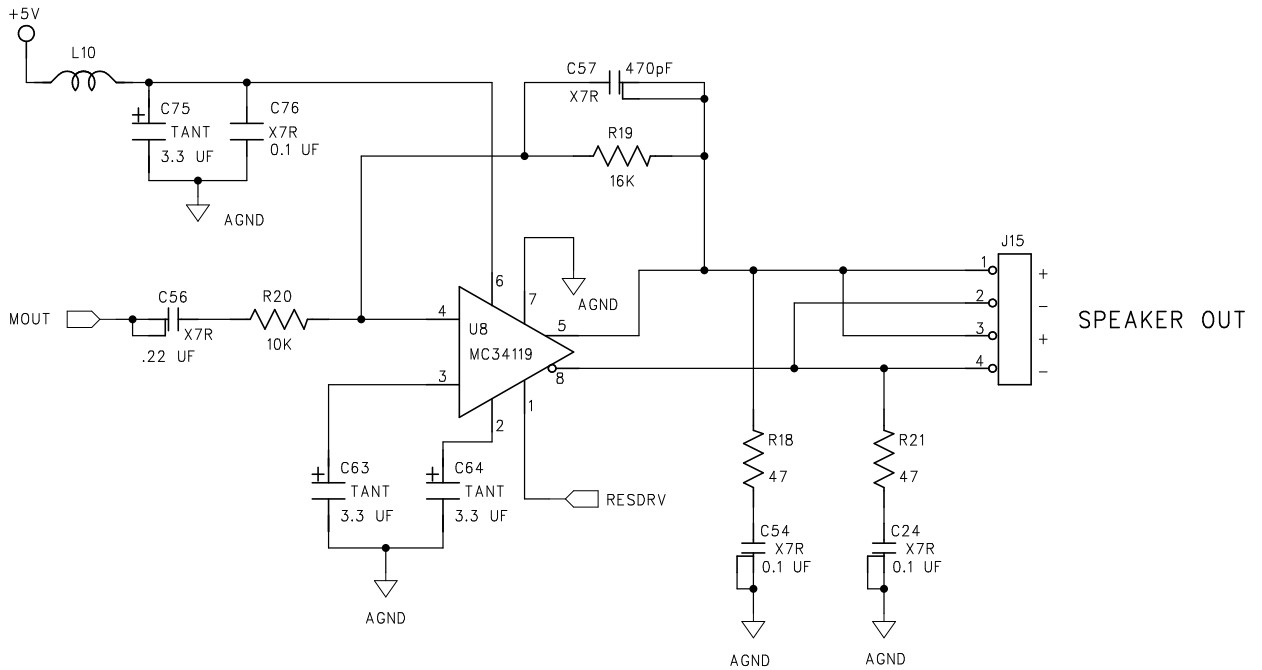 +5V
L10
C75
+
TANT
3.3 UF
C76
X7R
0.1 UF
AGND
C57
470pF
X7R
R19
16K
MOUT
C56
X7R
.22 UF
R20
10K
4
3
6
7
AGND
U8
MC34119
5
8
2
1
RESDRV
+
C63
TANT
3.3 UF
+
C64
TANT
3.3 UF
AGND
J15
1
+
2
-
3
+
4
-
SPEAKER OUT
R18
47
C54
X7R
0.1 UF
AGND
R21
47
C24
X7R
0.1 UF
AGND